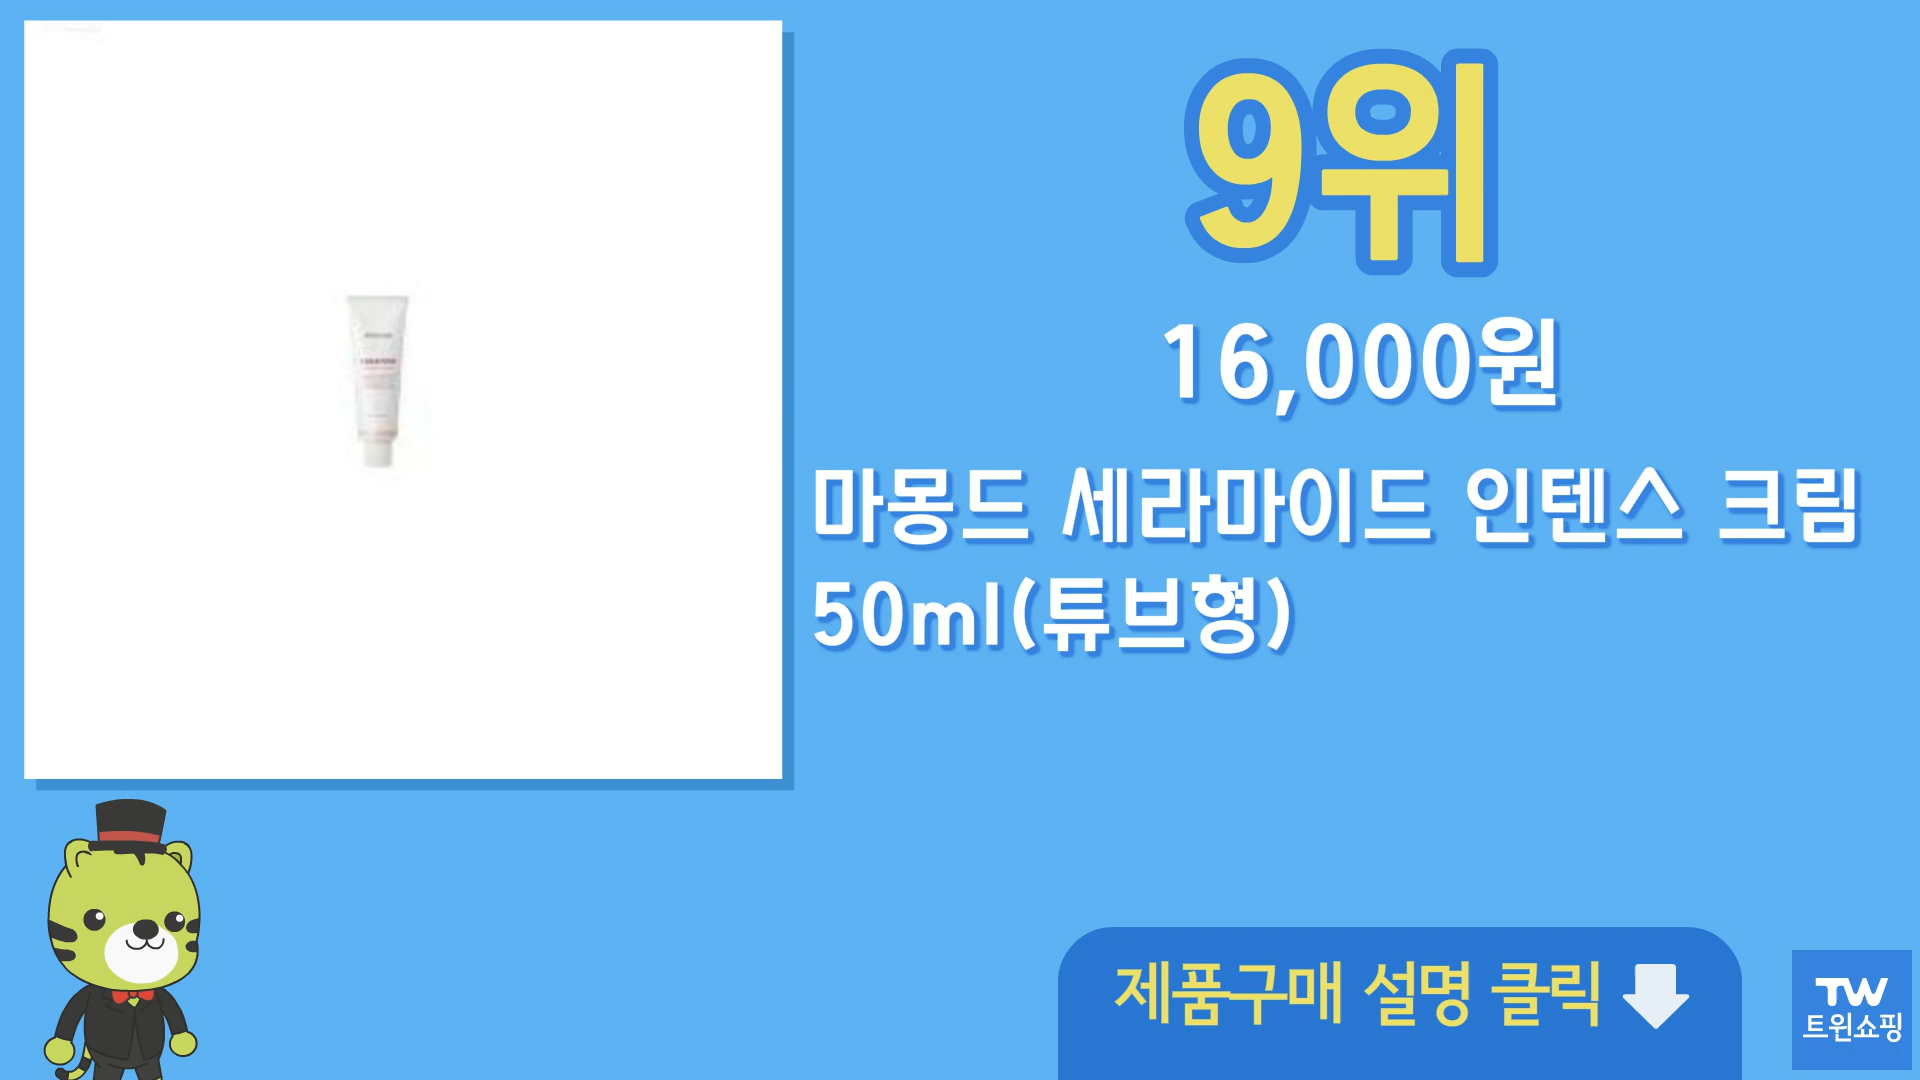 9위
16,000원
마몽드 세라마이드 인텐스 크림
50ml(튜브형)
제품구매 설명 클릭
TW
트윈쇼핑